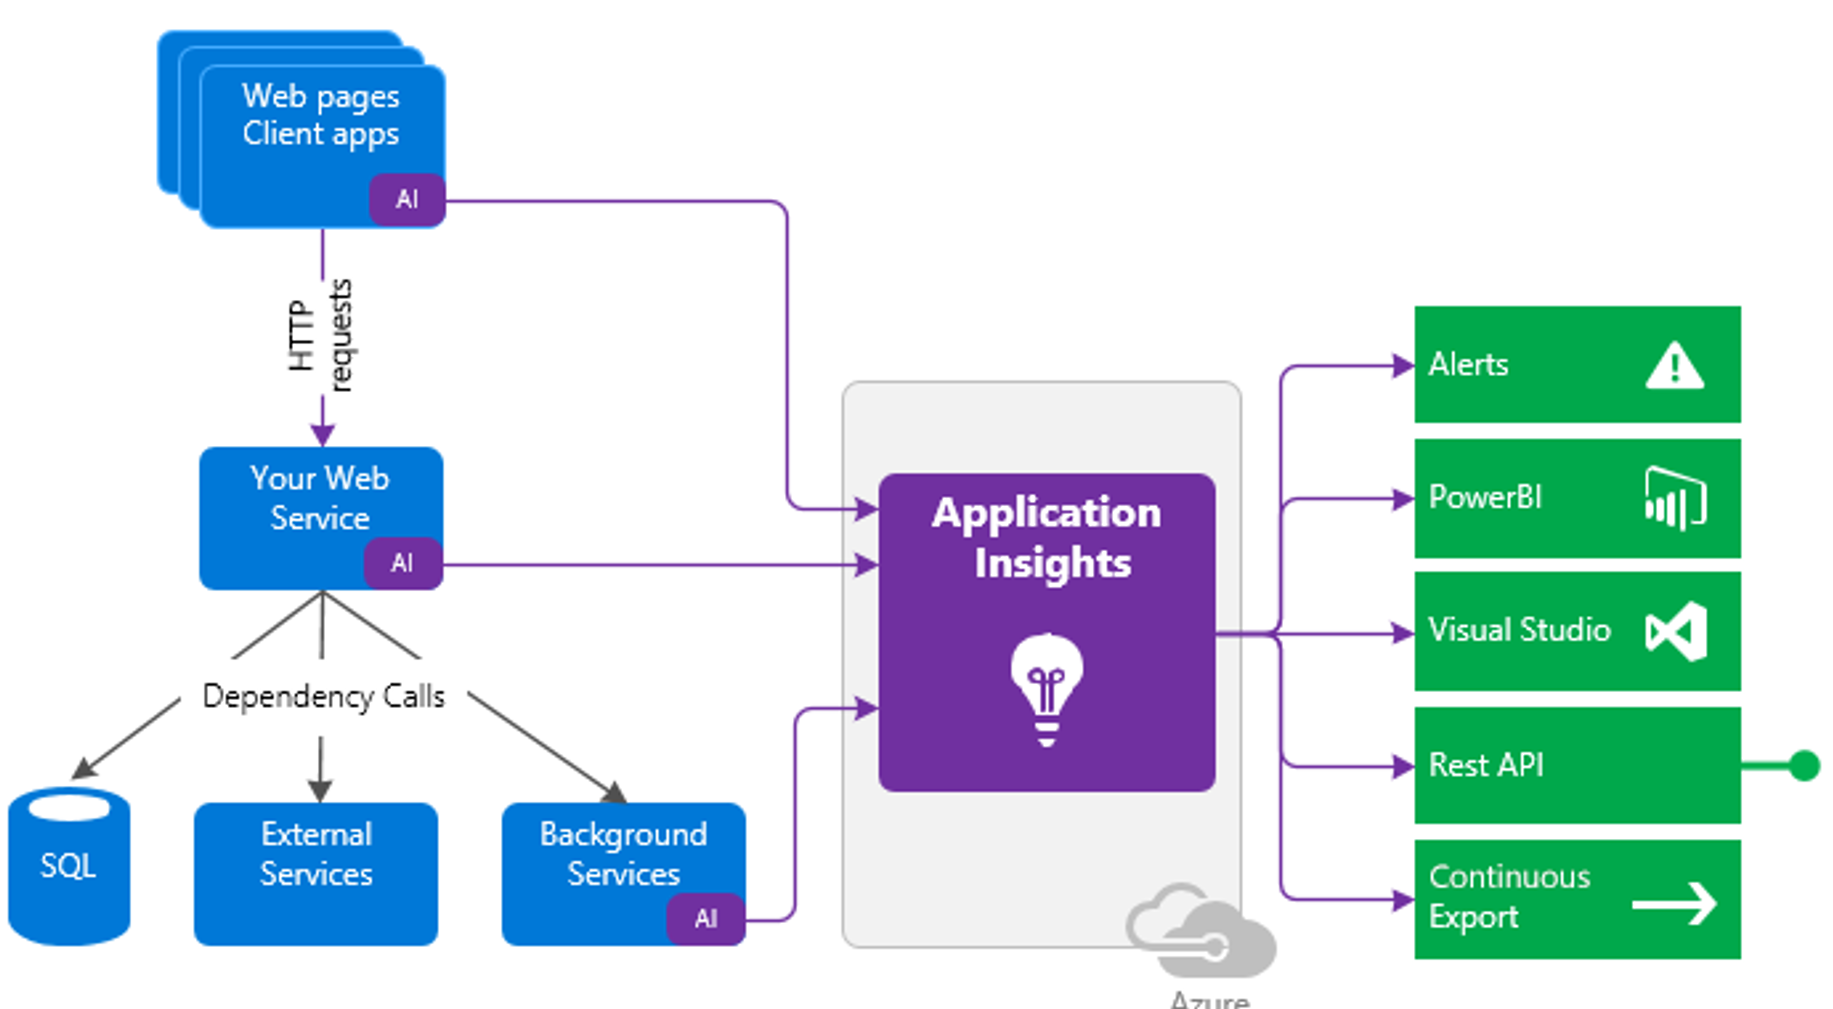 Web pages
Client apps
AI
HTTP
requests
Your Web
Service
AI
Dependency Calls
SQL
External
Services
Background
Services
AI
Application
Insights
Azure
Alerts
PowerBI
Visual Studio
Rest API
Continuous
Export